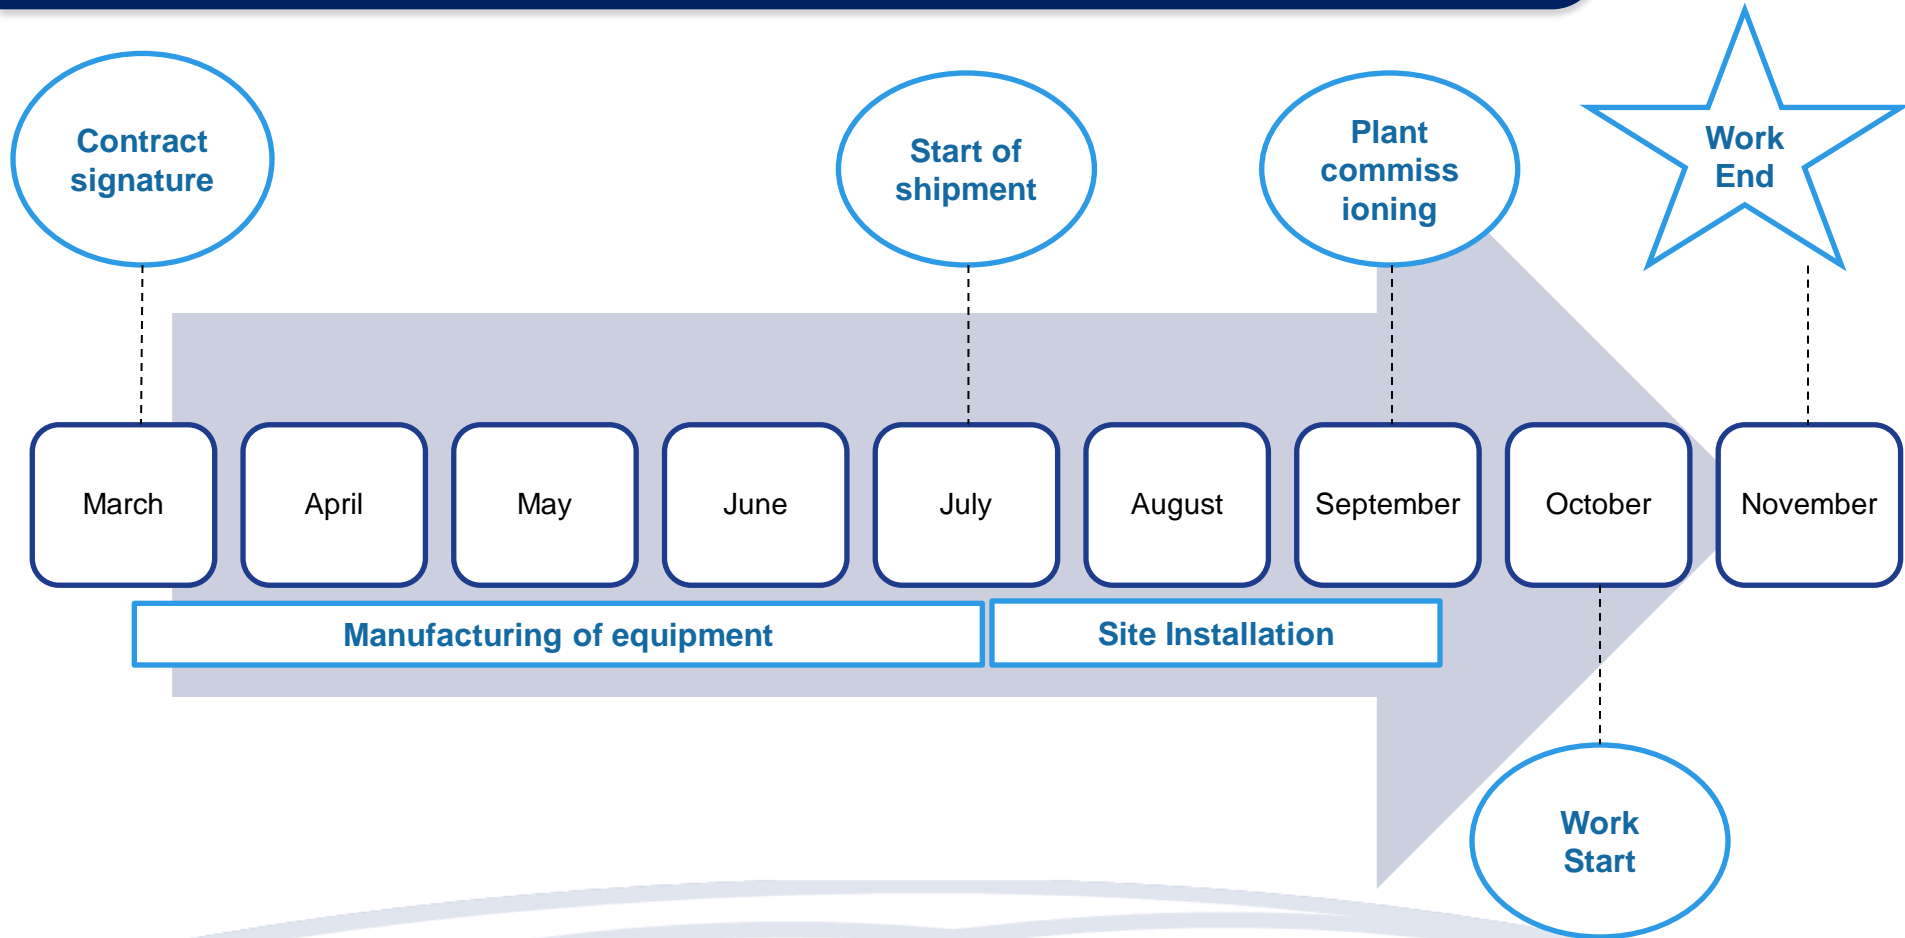 Contract
signature
Start of
shipment
Plant
commiss
ioning
Work
End
March
April
May
June
July
August
September
October
November
Manufacturing of equipment
Site Installation
Work
Start